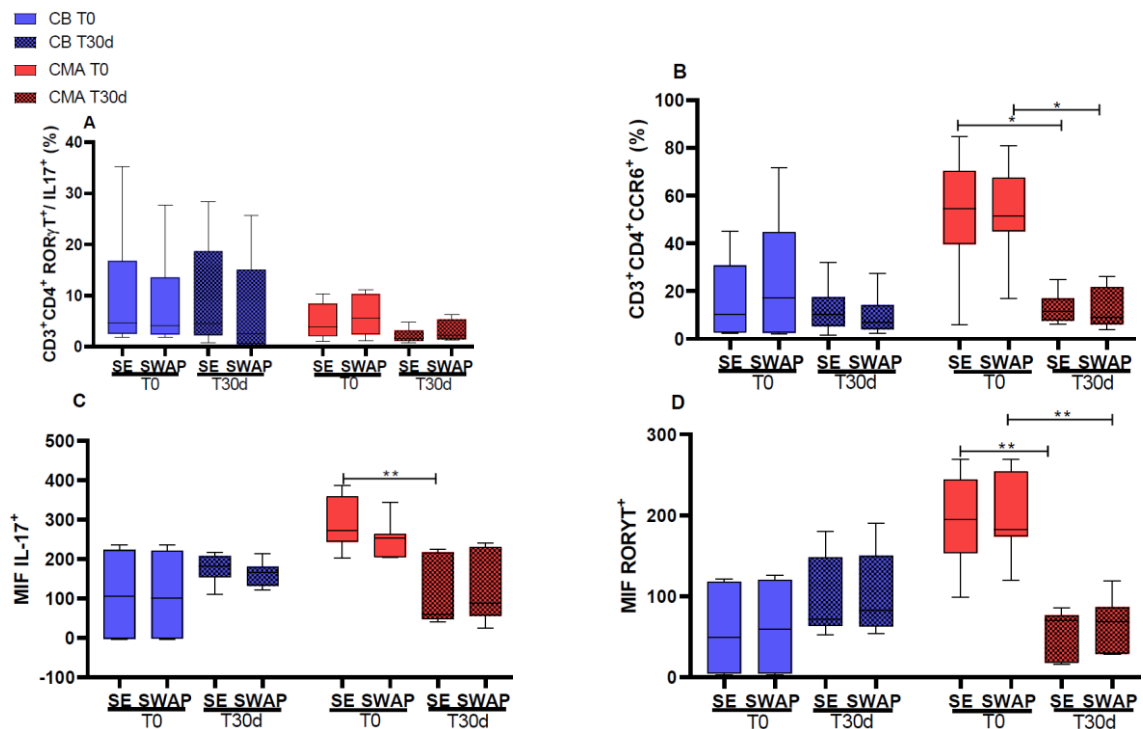 CB T0
CB T30d
CMA T0
CMA T30d
A
CD3⁺CD4⁺ RORγT⁺/ IL17⁺ (%)
40
30
20
10
0
SE SWAP SE SWAP SE SWAP SE SWAP
T0 T30d T0 T30d
B
CD3⁺CD4⁺CCR6⁺ (%)
100
80
60
40
20
0
*
*
SE SWAP SE SWAP SE SWAP SE SWAP
T0 T30d T0 T30d
C
MIF IL-17⁺
500
400
300
200
100
0
-100
**
SE SWAP SE SWAP SE SWAP SE SWAP
T0 T30d T0 T30d
D
MIF RORYT⁺
300
200
100
0
**
**
SE SWAP SE SWAP SE SWAP SE SWAP
T0 T30d T0 T30d